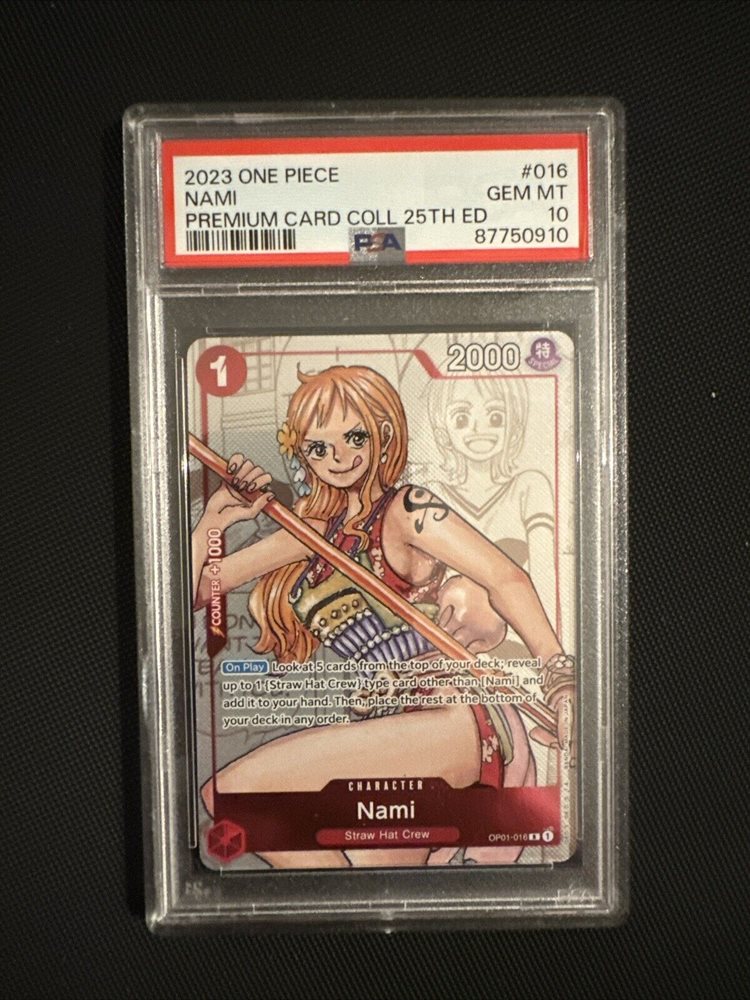 2023 ONE PIECE #016
NAMI GEM MT
PREMIUM CARD COLL 25TH ED 10
PSA 87750910
1
2000 特
SPECIAL
COUNTER +1000
On Play Look at 5 cards from the top of your deck; reveal
up to 1 {Straw Hat Crew} type card other than [Nami] and
add it to your hand. Then, place the rest at the bottom of
your deck in any order.
CHARACTER
Nami
Straw Hat Crew
OP01-016 R 1